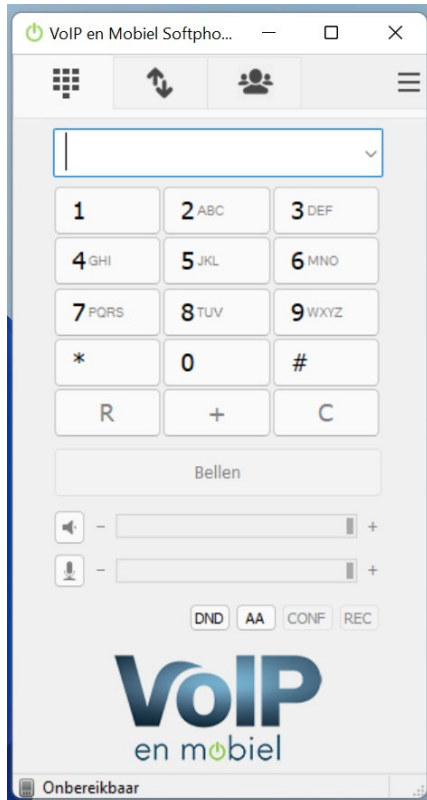 VoIP en Mobiel Softpho...
1
2 ABC
3 DEF
4 GHI
5 JKL
6 MNO
7 PQRS
8 TUV
9 WXYZ
*
0
#
R
+
C
Bellen
- +
- +
DND AA CONF REC
VoIP
en mobiel
Onbereikbaar